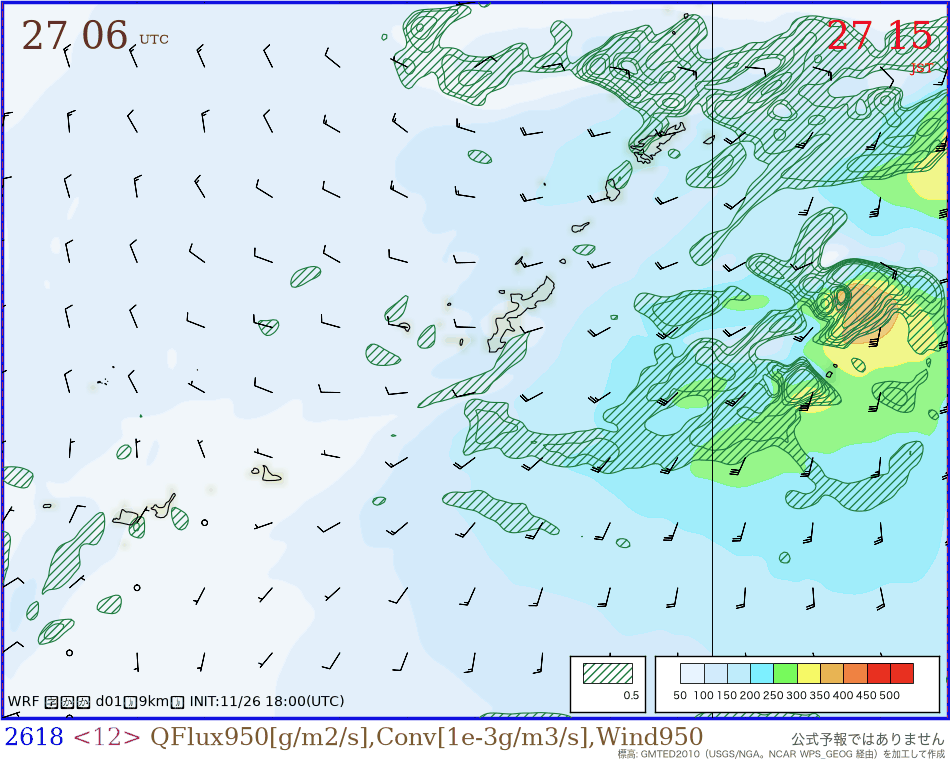 27 06 UTC
27 15
JST
0.5
50 100 150 200 250 300 350 400 450 500
WRF d01 9km INIT:11/26 18:00(UTC)
2618 <12> QFlux950[g/m2/s],Conv[1e-3g/m3/s],Wind950
公式予報ではありません
標高: GMTED2010（USGS/NGA。NCAR WPS_GEOG 経由）を加工して作成